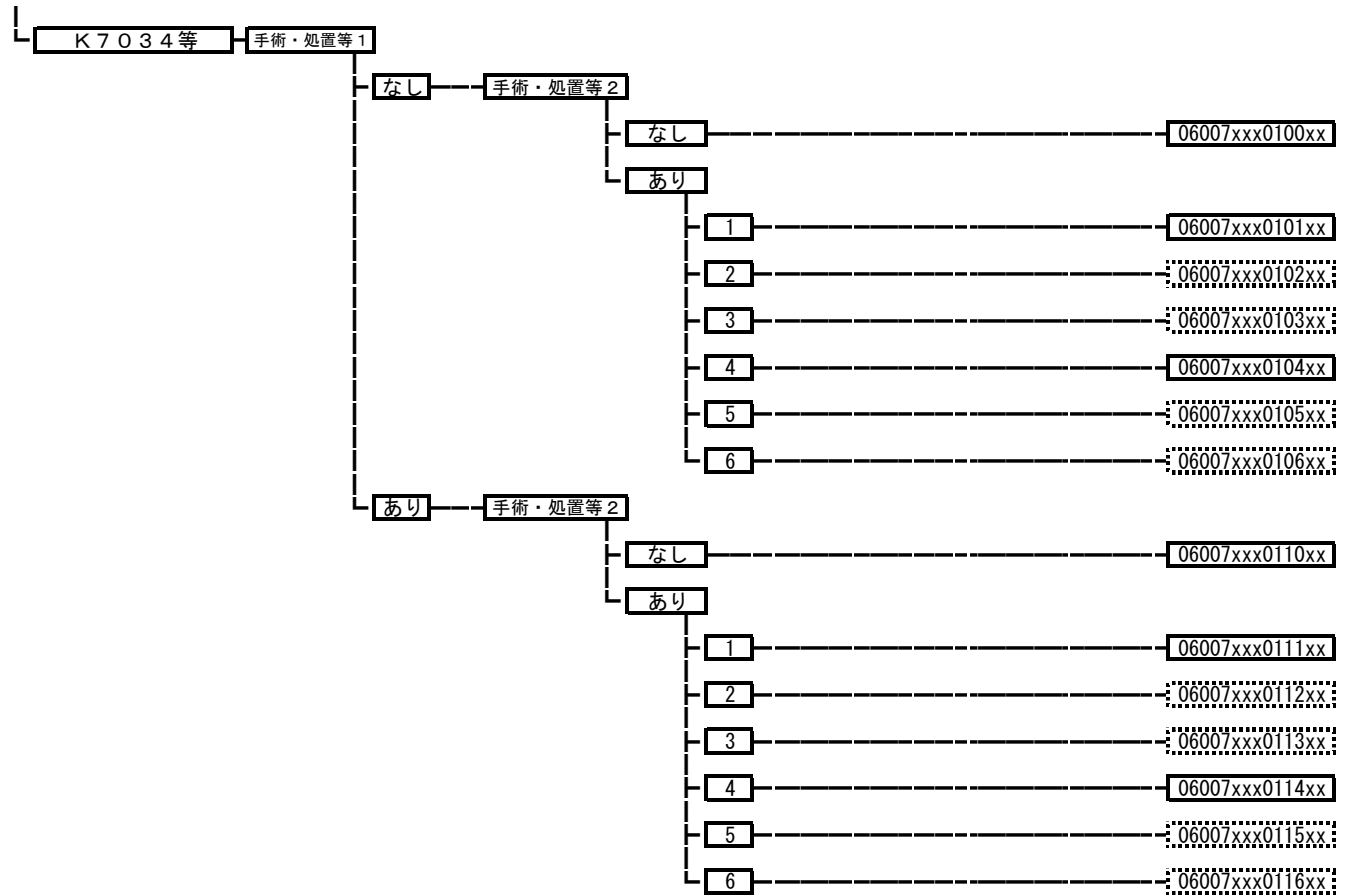 Ｋ７０３４等 手術・処置等１
なし 手術・処置等２
なし 06007xxx0100xx
あり
1 06007xxx0101xx
2 06007xxx0102xx
3 06007xxx0103xx
4 06007xxx0104xx
5 06007xxx0105xx
6 06007xxx0106xx
あり 手術・処置等２
なし 06007xxx0110xx
あり
1 06007xxx0111xx
2 06007xxx0112xx
3 06007xxx0113xx
4 06007xxx0114xx
5 06007xxx0115xx
6 06007xxx0116xx